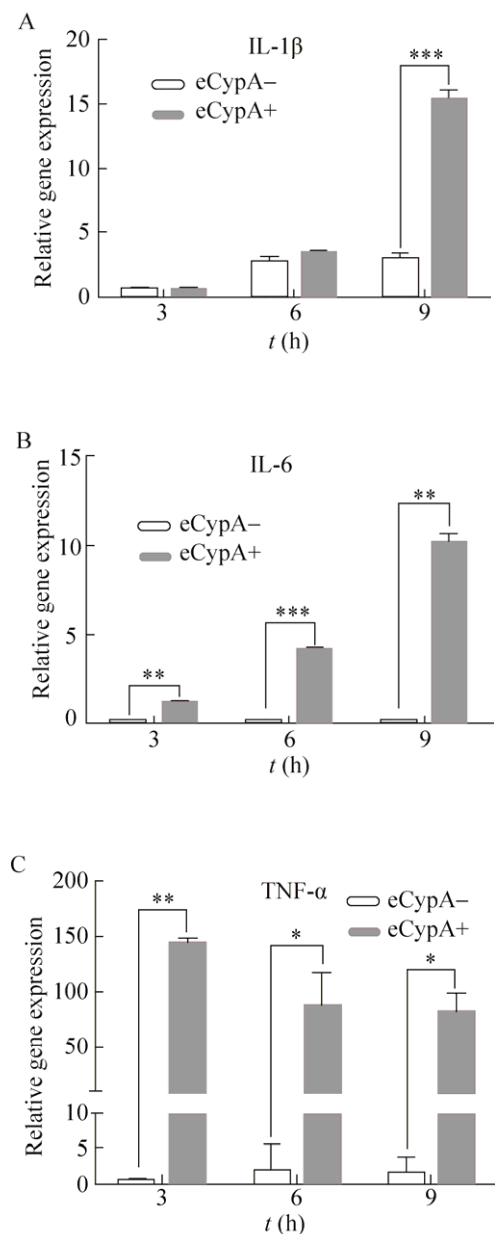 A
IL-1β
eCypA−
eCypA+
***
Relative gene expression
20
15
10
5
0
3 6 9
t (h)
B
IL-6
eCypA−
eCypA+
**
***
**
Relative gene expression
15
10
5
0
3 6 9
t (h)
C
TNF-α
eCypA−
eCypA+
**
*
*
Relative gene expression
200
150
100
50
10
5
0
3 6 9
t (h)